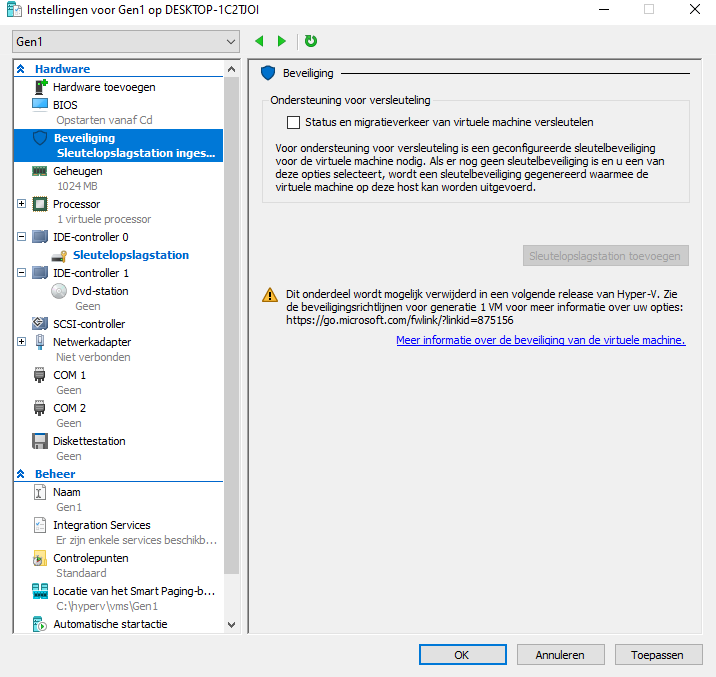 Instellingen voor Gen1 op DESKTOP-1C2TJOI
Gen1
Hardware
Hardware toevoegen
BIOS
Opstarten vanaf Cd
Beveiliging
Sleutelopslagstation inges...
Geheugen
1024 MB
Processor
1 virtuele processor
IDE-controller 0
Sleutelopslagstation
IDE-controller 1
Dvd-station
Geen
SCSI-controller
Netwerkadapter
Niet verbonden
COM 1
Geen
COM 2
Geen
Diskettestation
Geen
Beheer
Naam
Gen1
Integration Services
Er zijn enkele services beschikb...
Controlepunten
Standaard
Locatie van het Smart Paging-b...
C:\hyperv\vms\Gen1
Automatische startactie
Beveiliging
Ondersteuning voor versleuteling
Status en migratieverkeer van virtuele machine versleutelen
Voor ondersteuning voor versleuteling is een geconfigureerde sleutelbeveiliging
voor de virtuele machine nodig. Als er nog geen sleutelbeveiliging is en u een van
deze opties selecteert, wordt een sleutelbeveiliging gegenereerd waarmee de
virtuele machine op deze host kan worden uitgevoerd.
Sleutelopslagstation toevoegen
Dit onderdeel wordt mogelijk verwijderd in een volgende release van Hyper-V. Zie
de beveiligingsrichtlijnen voor generatie 1 VM voor meer informatie over uw opties:
https://go.microsoft.com/fwlink/?linkid=875156
Meer informatie over de beveiliging van de virtuele machine.
OK
Annuleren
Toepassen